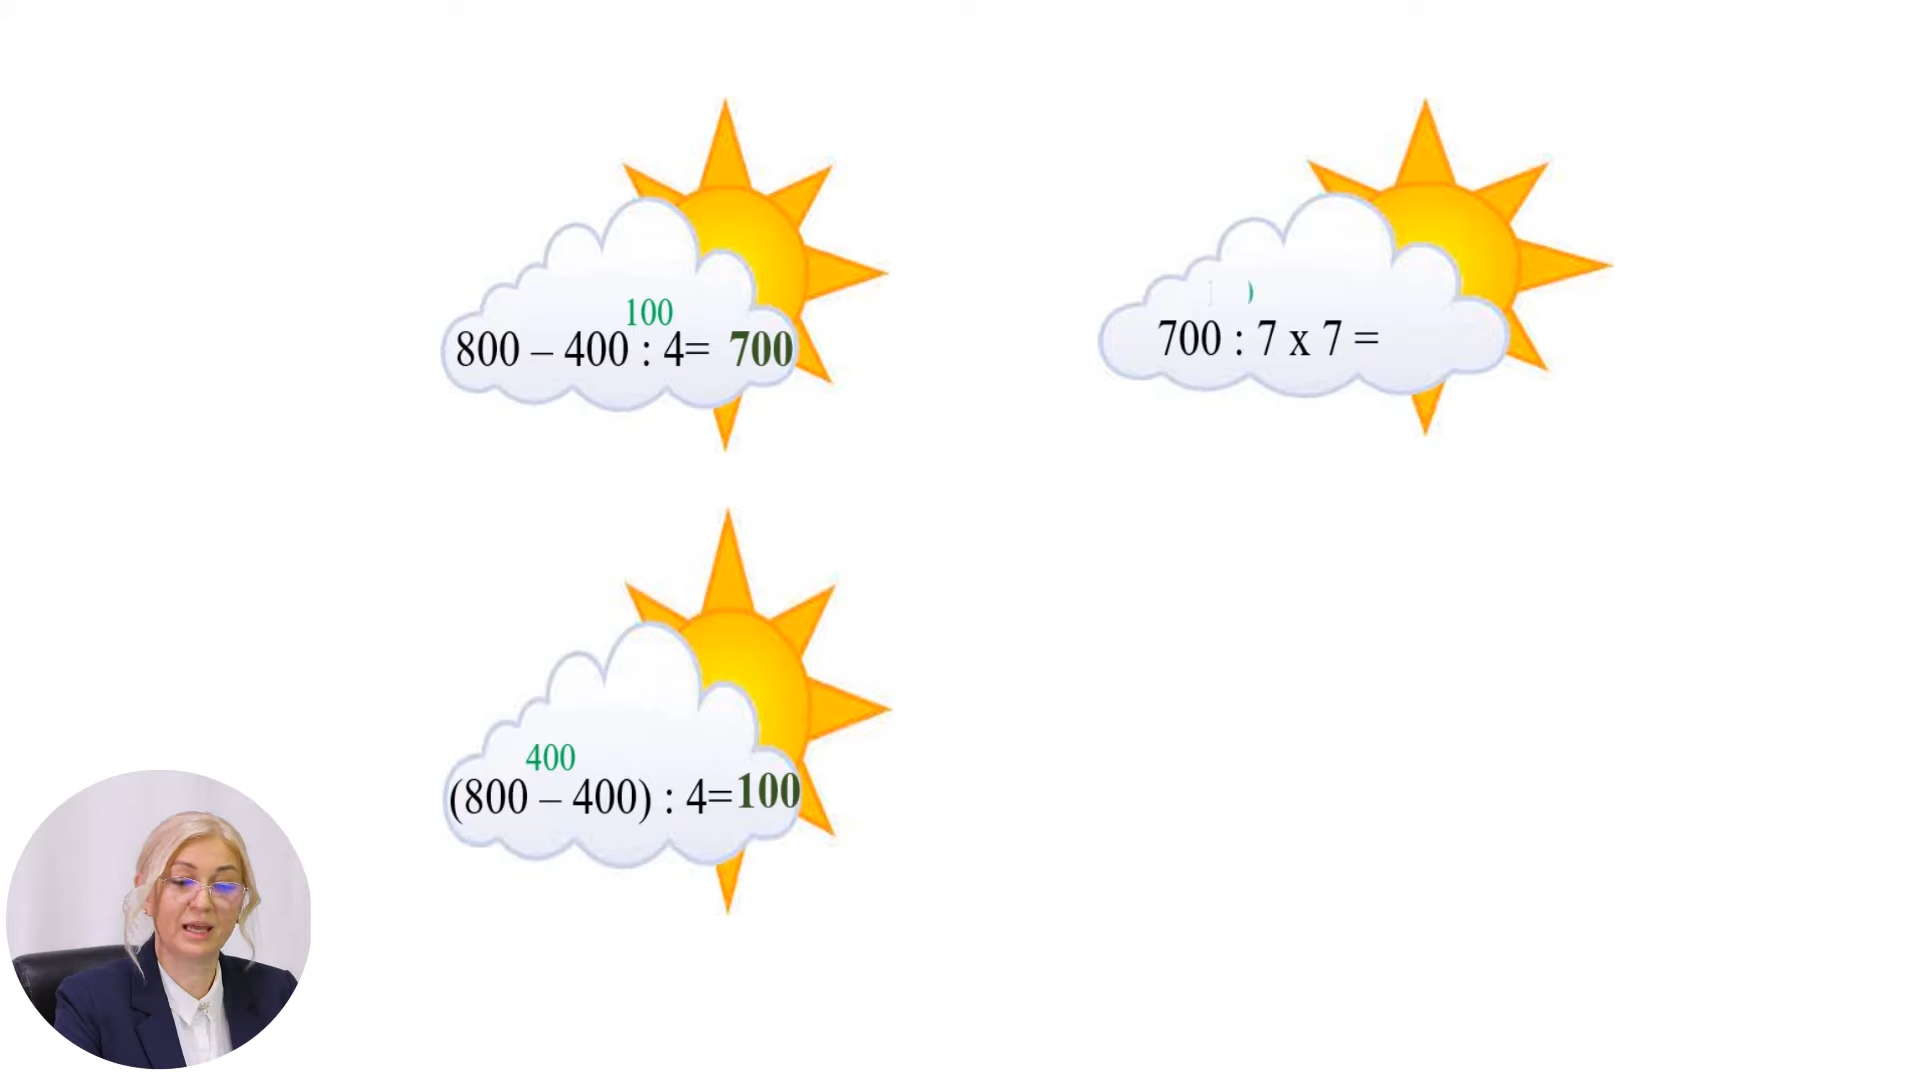 100
800 – 400 : 4= 700
700 : 7 x 7 =
400
(800 – 400) : 4=100